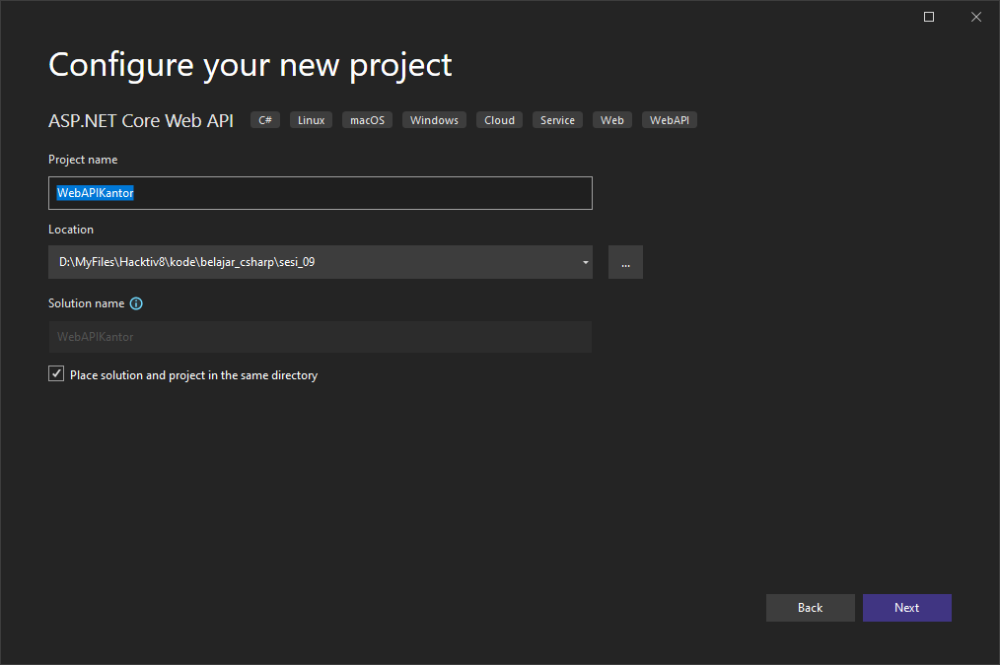 Configure your new project
ASP.NET Core Web API C# Linux macOS Windows Cloud Service Web WebAPI
Project name
WebAPIKantor
Location
D:\MyFiles\Hacktiv8\kode\belajar_csharp\sesi_09
...
Solution name
WebAPIKantor
Place solution and project in the same directory
Back Next